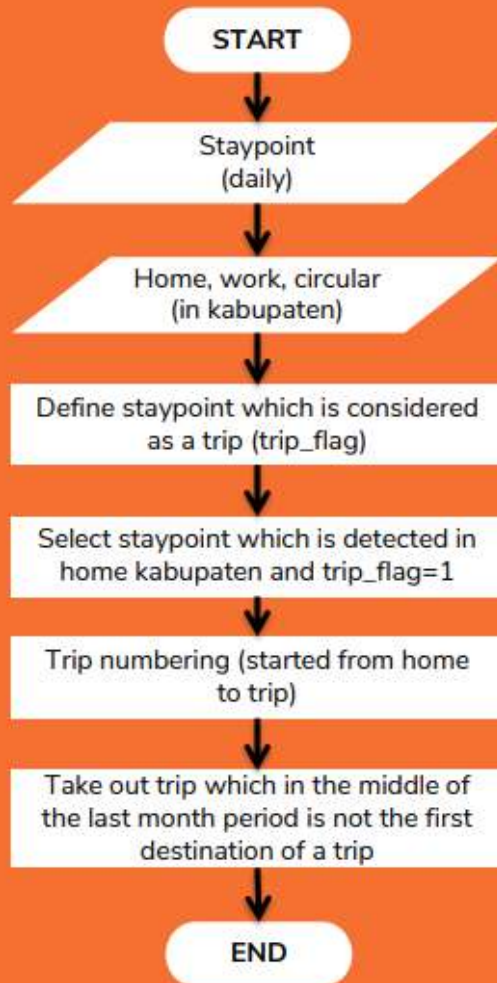 START
Staypoint
(daily)
Home, work, circular
(in kabupaten)
Define staypoint which is considered
as a trip (trip_flag)
Select staypoint which is detected in
home kabupaten and trip_flag=1
Trip numbering (started from home
to trip)
Take out trip which in the middle of
the last month period is not the first
destination of a trip
END